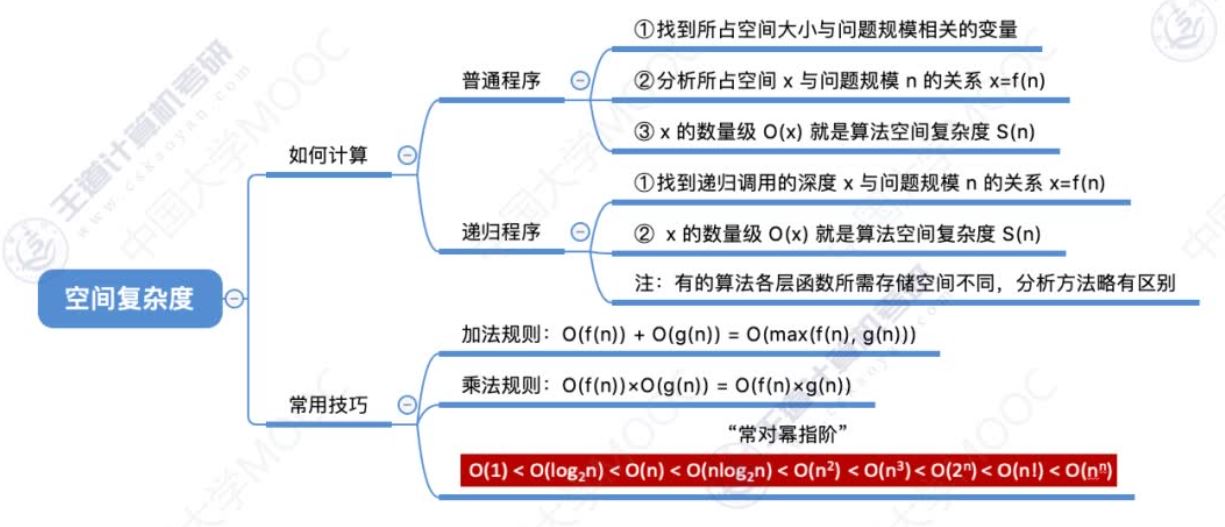 空间复杂度
如何计算
普通程序
①找到所占空间大小与问题规模相关的变量
②分析所占空间 x 与问题规模 n 的关系 x=f(n)
③ x 的数量级 O(x) 就是算法空间复杂度 S(n)
递归程序
①找到递归调用的深度 x 与问题规模 n 的关系 x=f(n)
② x 的数量级 O(x) 就是算法空间复杂度 S(n)
注：有的算法各层函数所需存储空间不同，分析方法略有区别
常用技巧
加法规则：O(f(n)) + O(g(n)) = O(max(f(n), g(n)))
乘法规则：O(f(n))×O(g(n)) = O(f(n)×g(n))
“常对幂指阶”
O(1) < O(log₂n) < O(n) < O(nlog₂n) < O(n²) < O(n³) < O(2ⁿ) < O(n!) < O(nⁿ)
王道计算机考研
www.cskaoyan.com
中国大学MOOC